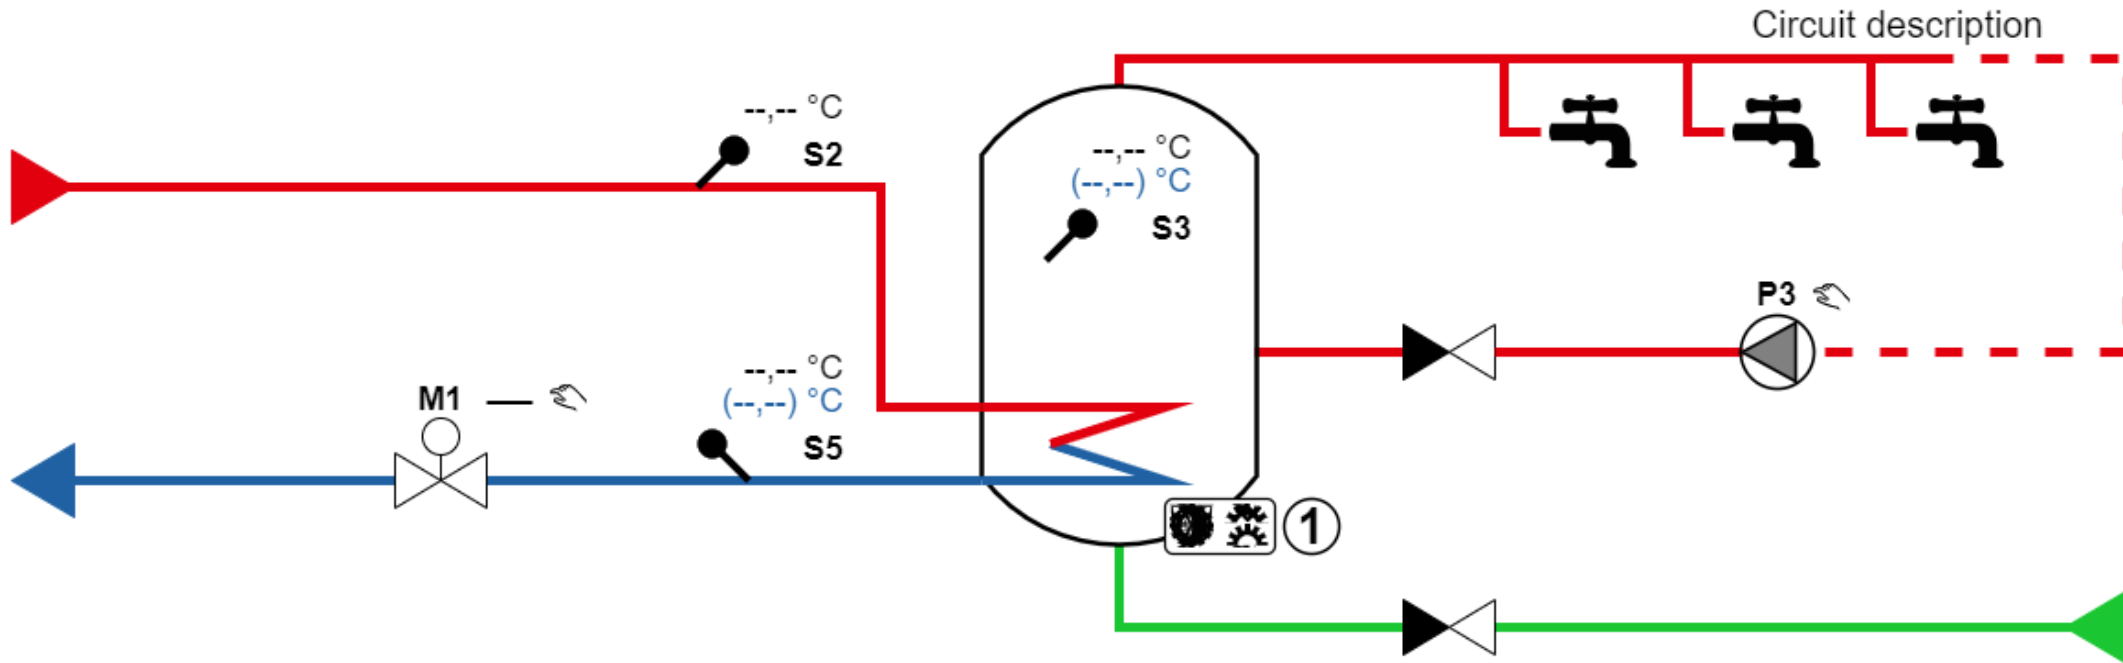 Circuit description
--,-- °C
S2
--,-- °C
(--,--) °C
S3
P3
--,-- °C
(--,--) °C
S5
M1
1